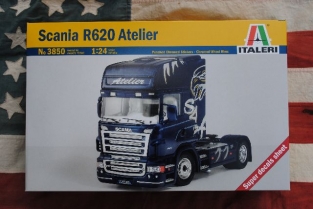 Scania R620 Atelier
No 3850
1:24
ITALERI
Atelier
SCANIA
Super decals sheet